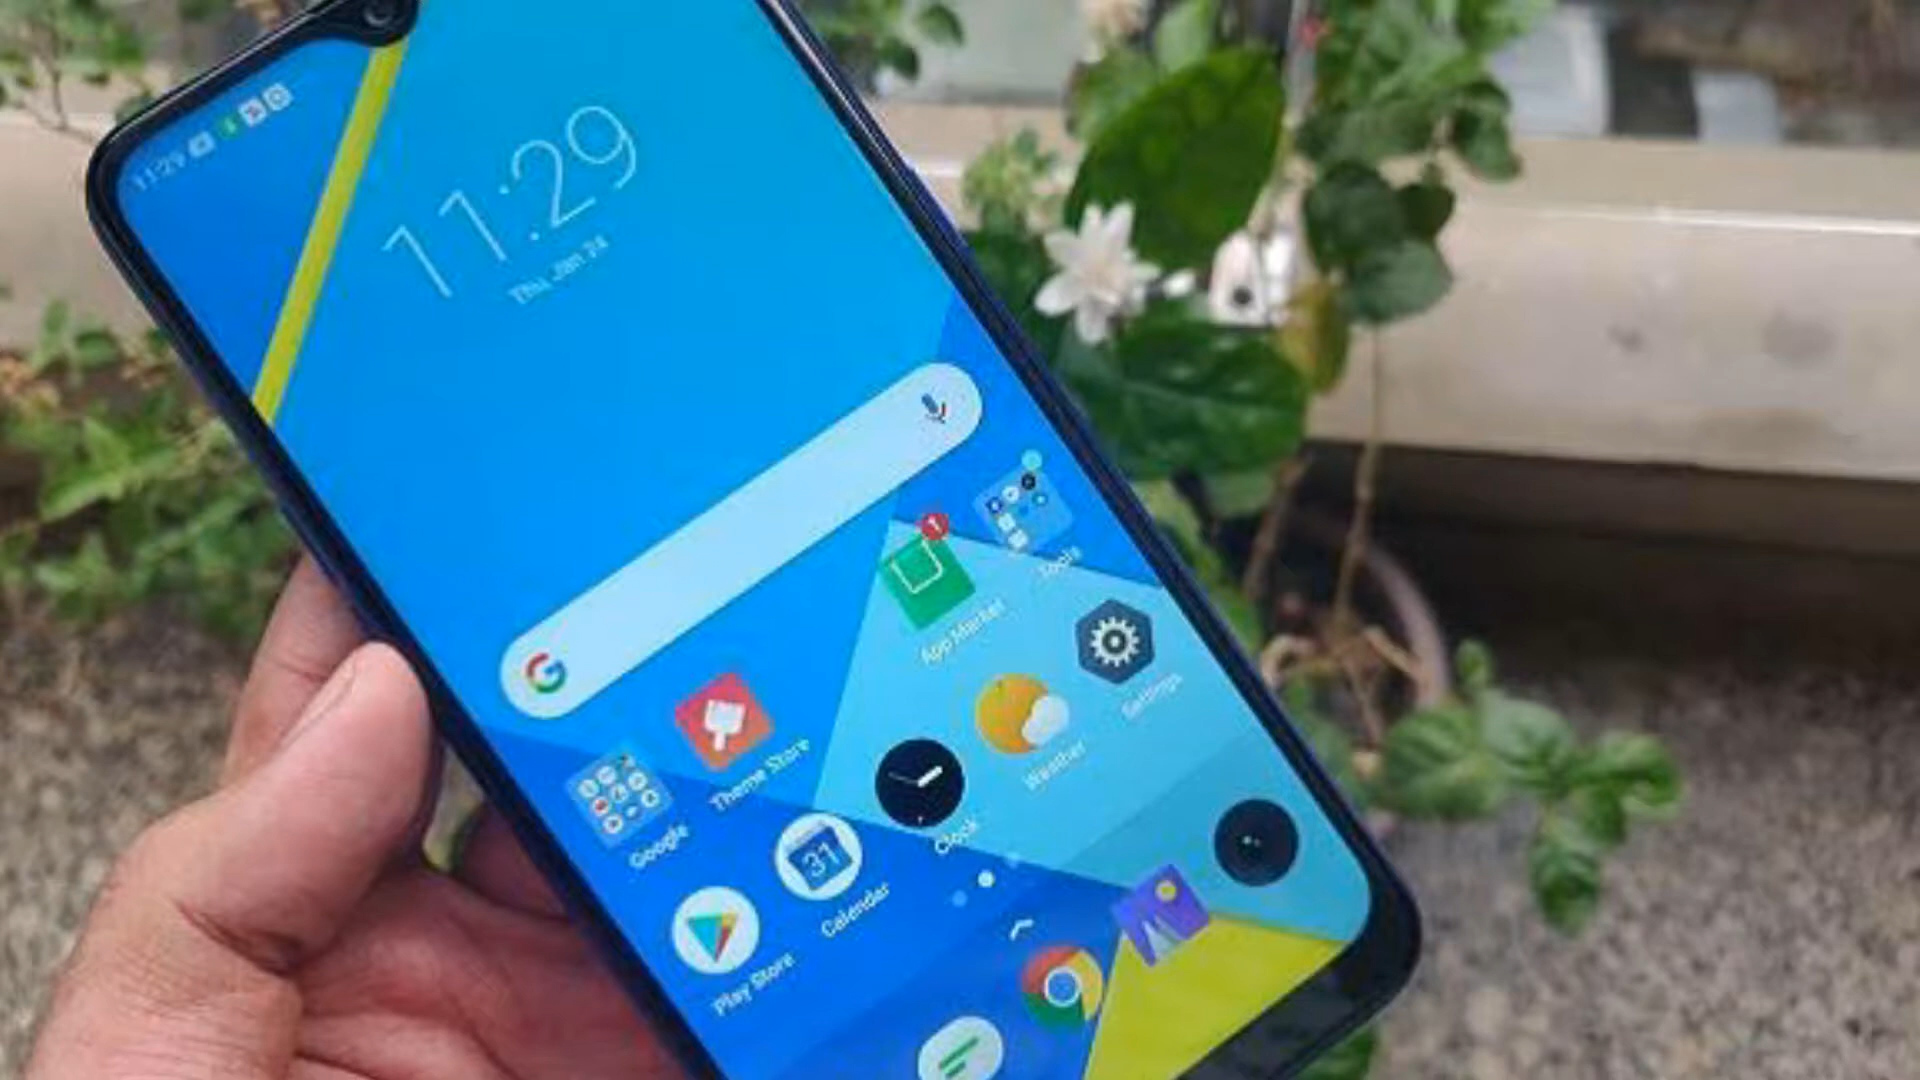 11:29
11:29
Thu, Jan 24
G
1
Tools
App Market
Settings
Theme Store
Weather
Google
Clock
31
Calendar
Play Store